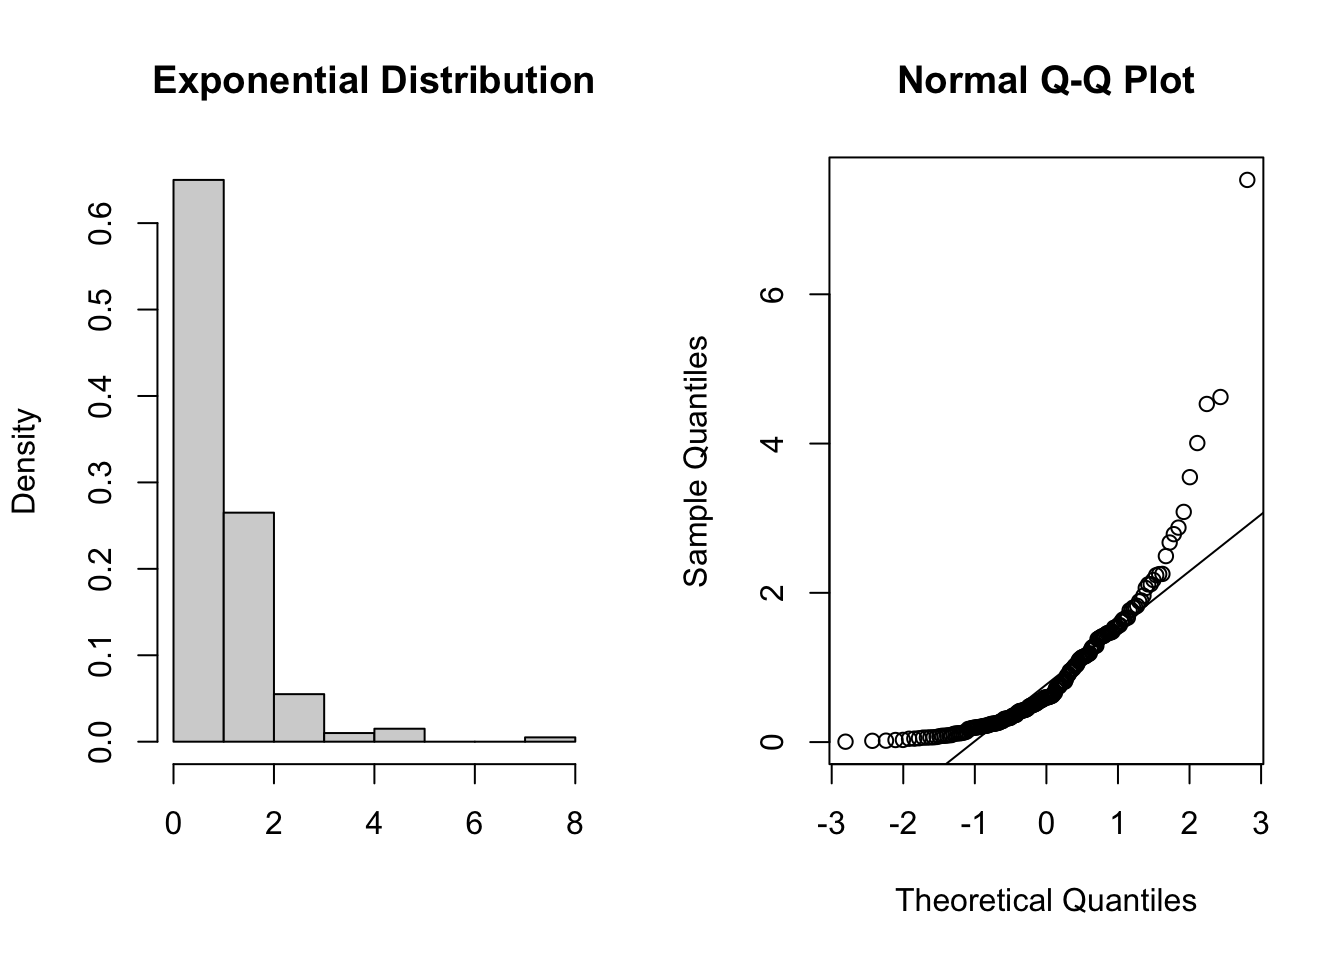 Exponential Distribution
Density
0.0 0.1 0.2 0.3 0.4 0.5 0.6
0 2 4 6 8
Normal Q-Q Plot
Sample Quantiles
0 2 4 6
-3 -2 -1 0 1 2 3
Theoretical Quantiles